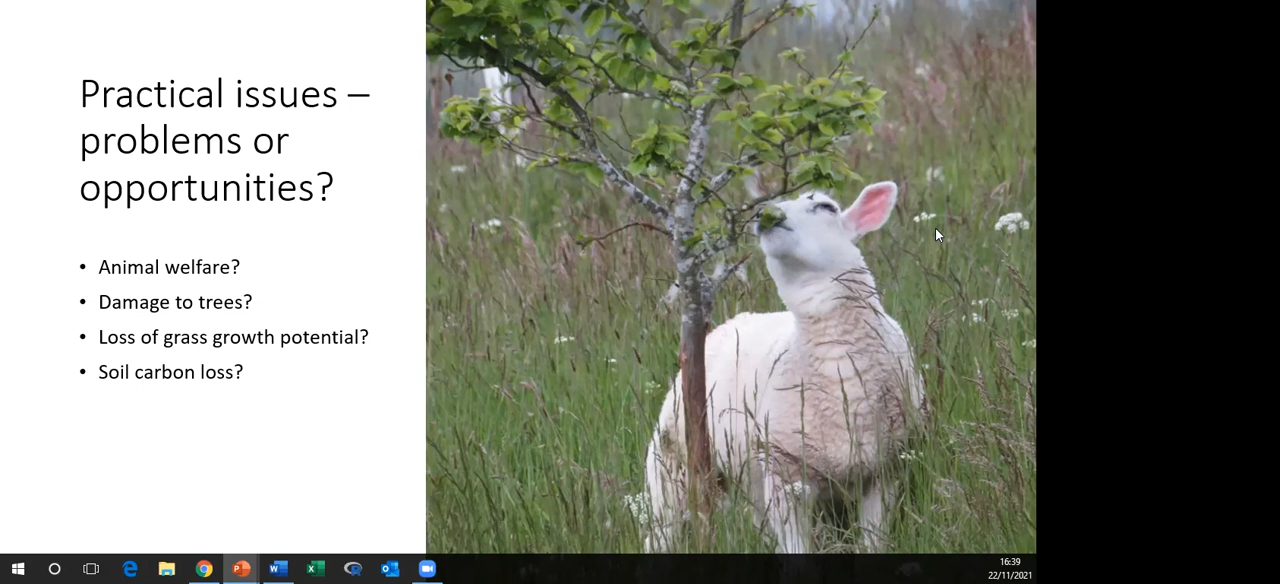 Practical issues –
problems or
opportunities?
• Animal welfare?
• Damage to trees?
• Loss of grass growth potential?
• Soil carbon loss?
16:39
22/11/2021